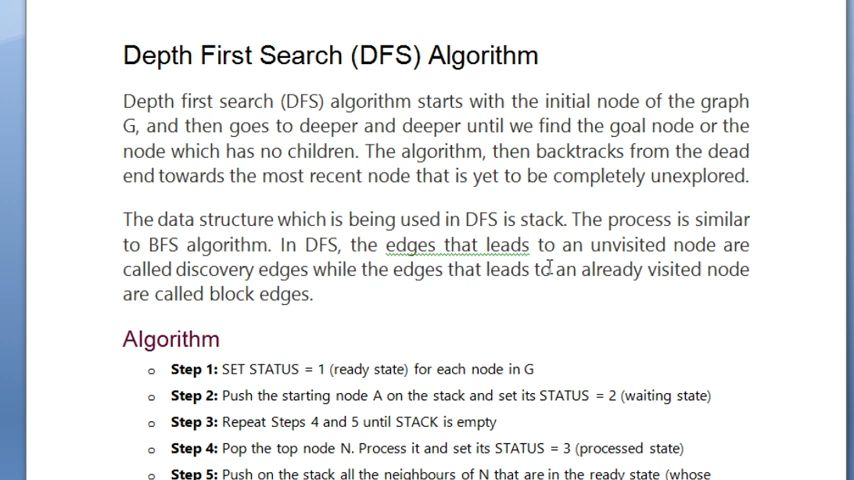 Depth First Search (DFS) Algorithm
Depth first search (DFS) algorithm starts with the initial node of the graph
G, and then goes to deeper and deeper until we find the goal node or the
node which has no children. The algorithm, then backtracks from the dead
end towards the most recent node that is yet to be completely unexplored.
The data structure which is being used in DFS is stack. The process is similar
to BFS algorithm. In DFS, the edges that leads to an unvisited node are
called discovery edges while the edges that leads to an already visited node
are called block edges.
Algorithm
o Step 1: SET STATUS = 1 (ready state) for each node in G
o Step 2: Push the starting node A on the stack and set its STATUS = 2 (waiting state)
o Step 3: Repeat Steps 4 and 5 until STACK is empty
o Step 4: Pop the top node N. Process it and set its STATUS = 3 (processed state)
o Step 5: Push on the stack all the neighbours of N that are in the ready state (whose